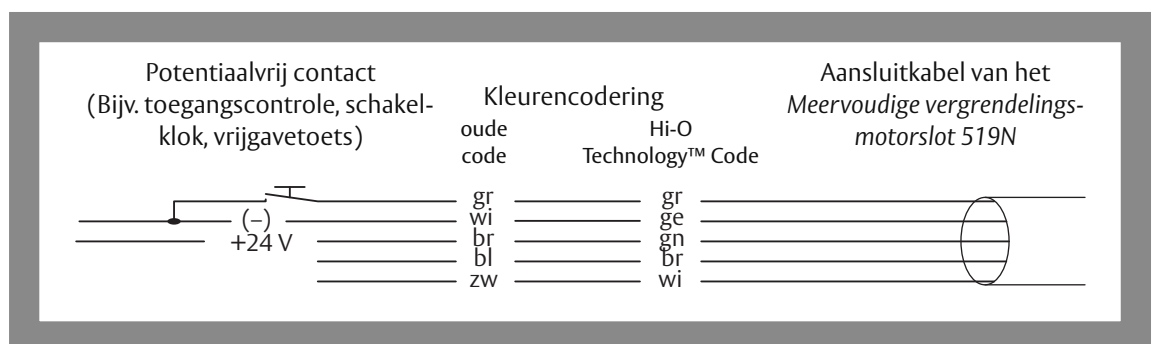 Potentiaalvrij contact
(Bijv. toegangscontrole, schakel-
klok, vrijgavetoets)
Kleurencodering
oude
code
Hi-O
Technology™ Code
Aansluitkabel van het
Meervoudige vergrendelings-
motorslot 519N
gr gr
(–) wi ge
+24 V br gn
bl br
zw wi